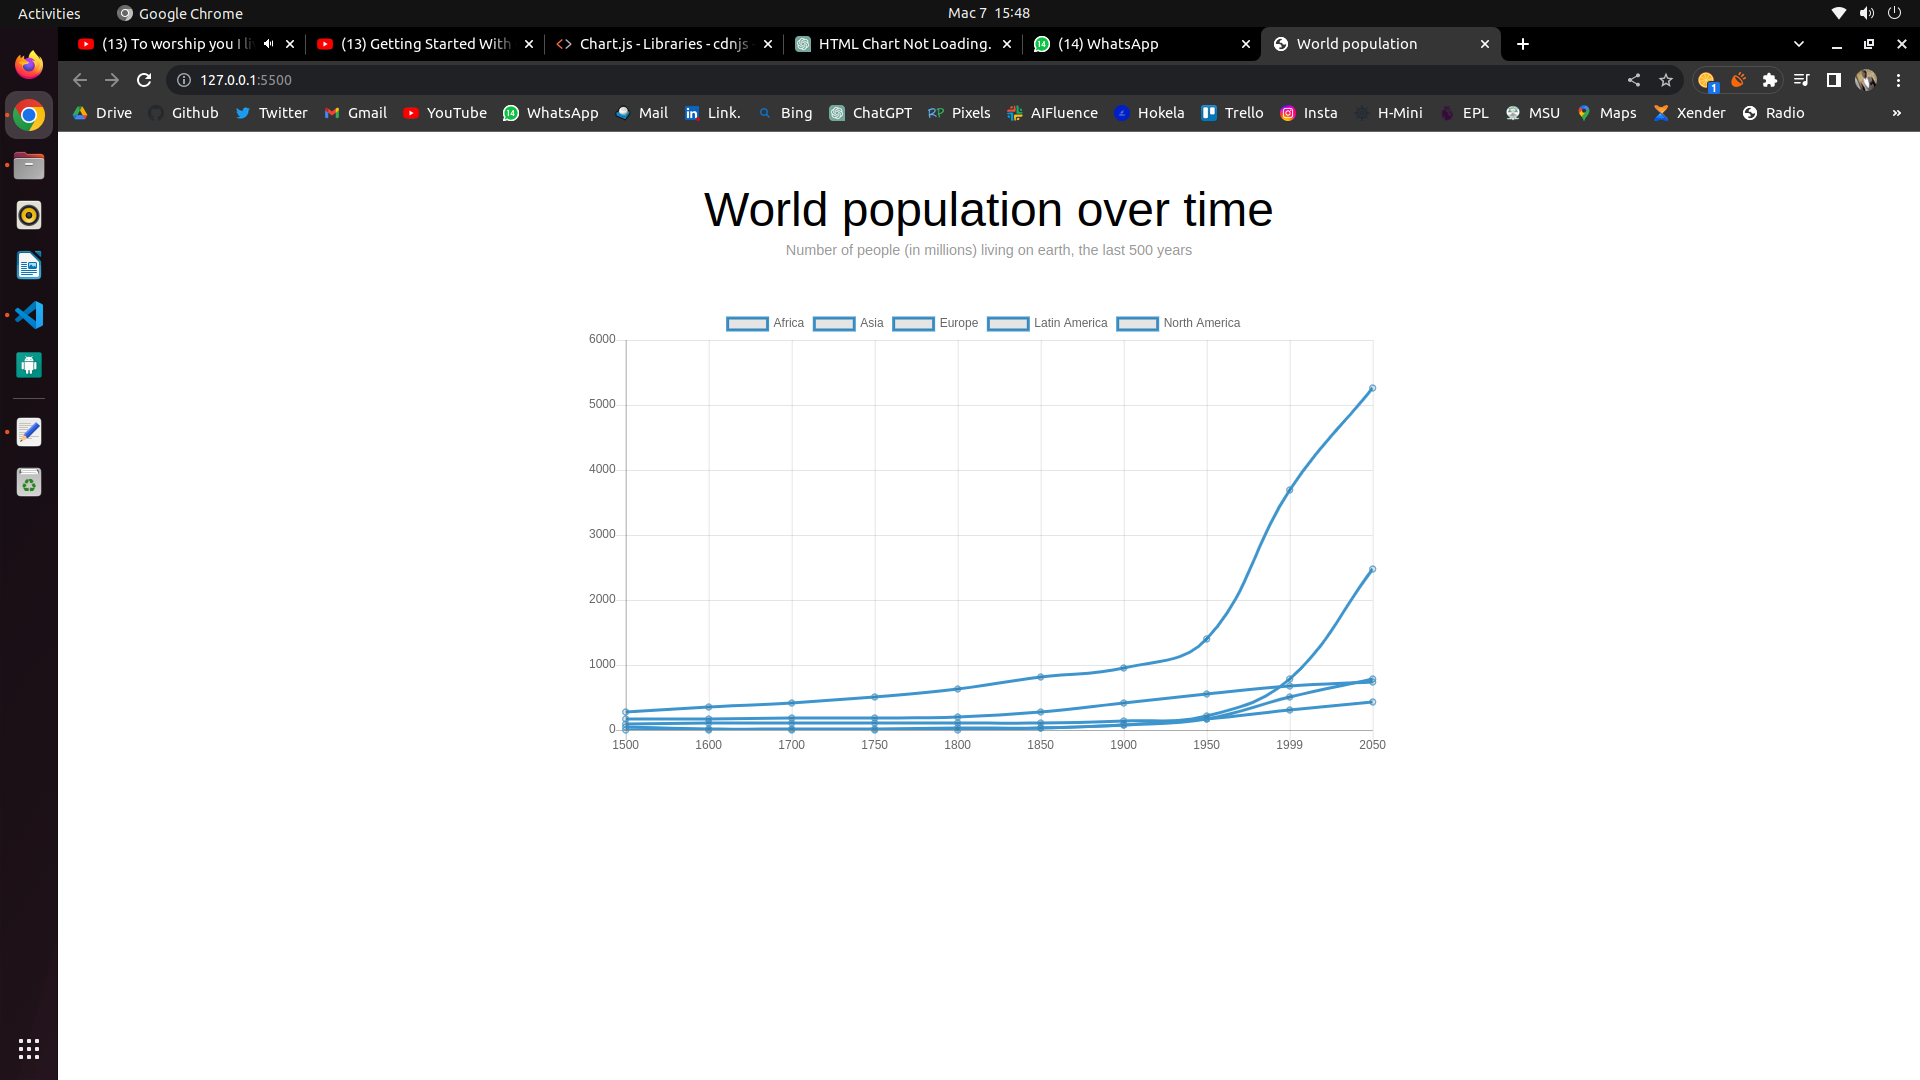 Activities Google Chrome Mac 7 15:48
(13) To worship you I li (13) Getting Started With Chart.js - Libraries - cdnjs HTML Chart Not Loading. (14) WhatsApp World population
127.0.0.1:5500
Drive Github Twitter Gmail YouTube 14 WhatsApp Mail Link. Bing ChatGPT RP Pixels AIFluence Hokela Trello Insta H-Mini EPL MSU Maps Xender Radio »
World population over time
Number of people (in millions) living on earth, the last 500 years
Africa Asia Europe Latin America North America
6000
5000
4000
3000
2000
1000
0
1500 1600 1700 1750 1800 1850 1900 1950 1999 2050